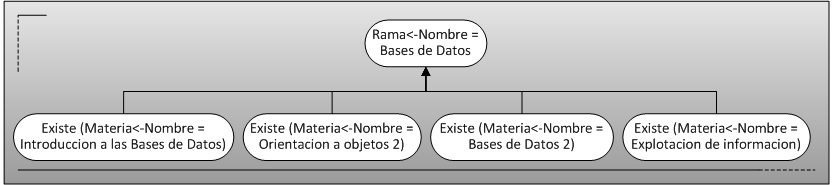 Rama<-Nombre =
Bases de Datos
Existe (Materia<-Nombre =
Introduccion a las Bases de Datos)
Existe (Materia<-Nombre =
Orientacion a objetos 2)
Existe (Materia<-Nombre =
Bases de Datos 2)
Existe (Materia<-Nombre =
Explotacion de informacion)